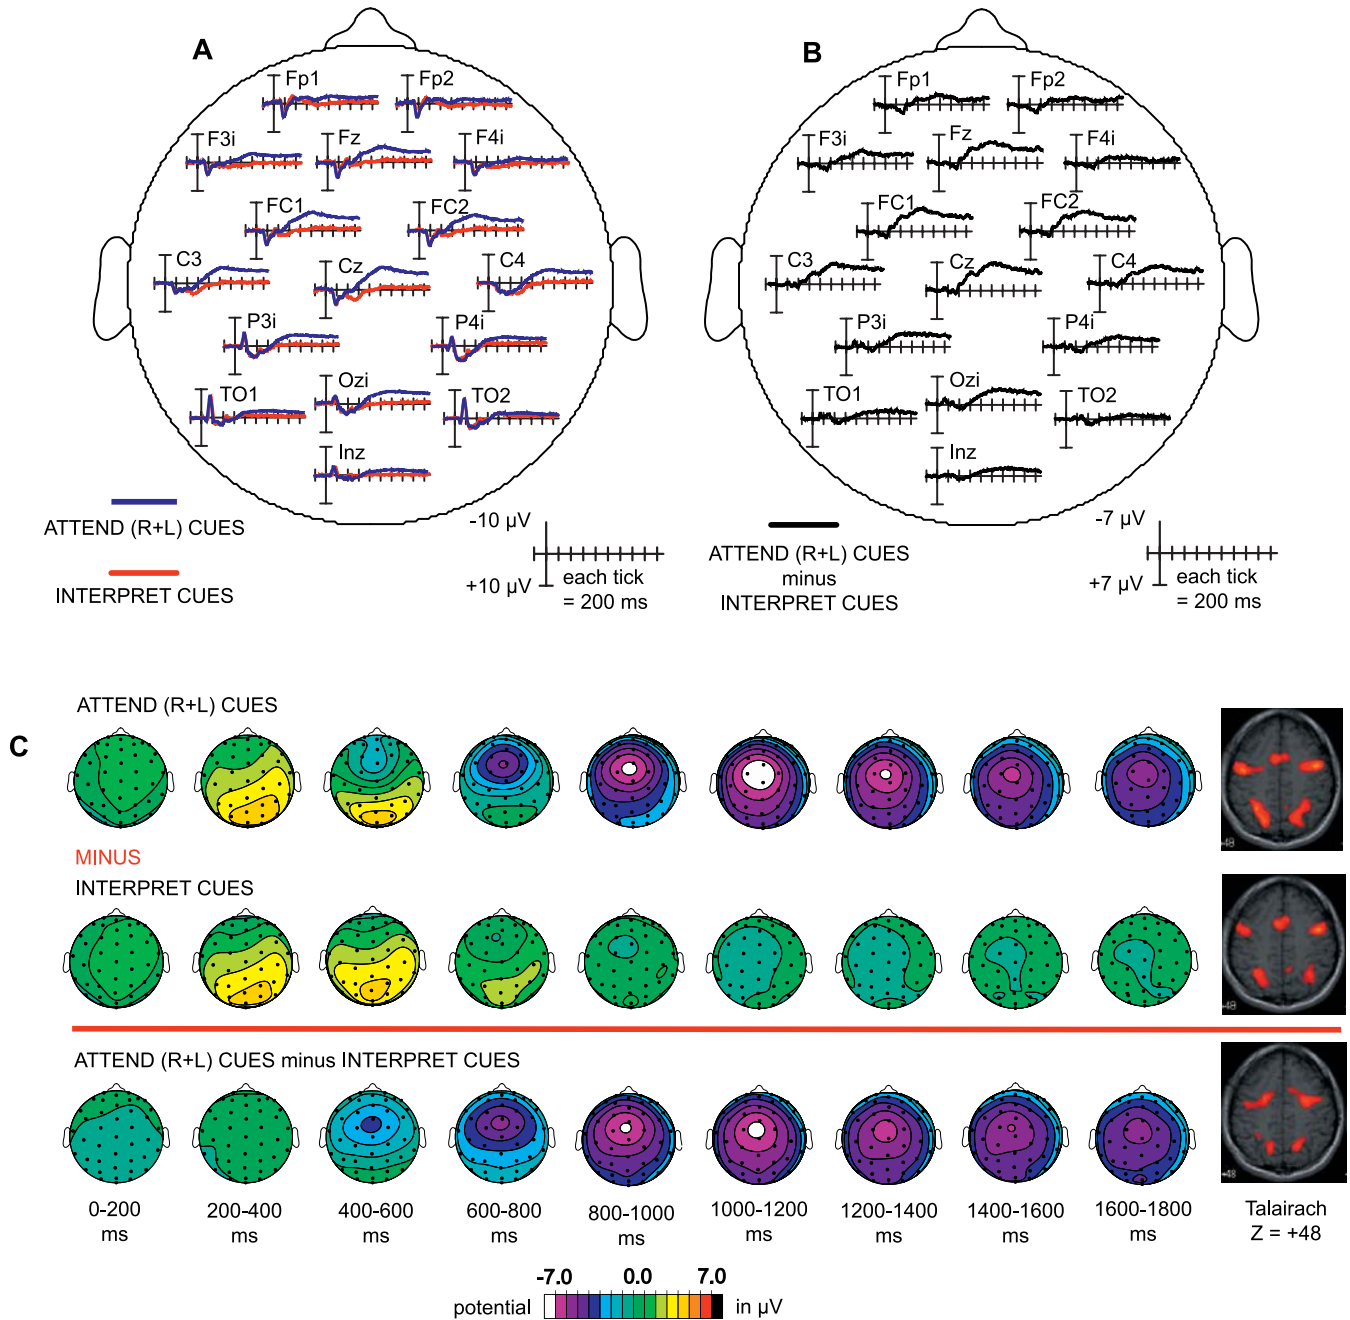 A
Fp1
Fp2
F3i
Fz
F4i
FC1
FC2
C3
Cz
C4
P3i
P4i
TO1
Ozi
TO2
Inz
ATTEND (R+L) CUES
INTERPRET CUES
-10 µV
+10 µV
each tick
= 200 ms
B
Fp1
Fp2
F3i
Fz
F4i
FC1
FC2
C3
Cz
C4
P3i
P4i
TO1
Ozi
TO2
Inz
ATTEND (R+L) CUES
minus
INTERPRET CUES
-7 µV
+7 µV
each tick
= 200 ms
C
ATTEND (R+L) CUES
MINUS
INTERPRET CUES
ATTEND (R+L) CUES minus INTERPRET CUES
+48
+48
+48
0-200
ms
200-400
ms
400-600
ms
600-800
ms
800-1000
ms
1000-1200
ms
1200-1400
ms
1400-1600
ms
1600-1800
ms
Talairach
Z = +48
-7.0 0.0 7.0
potential in µV